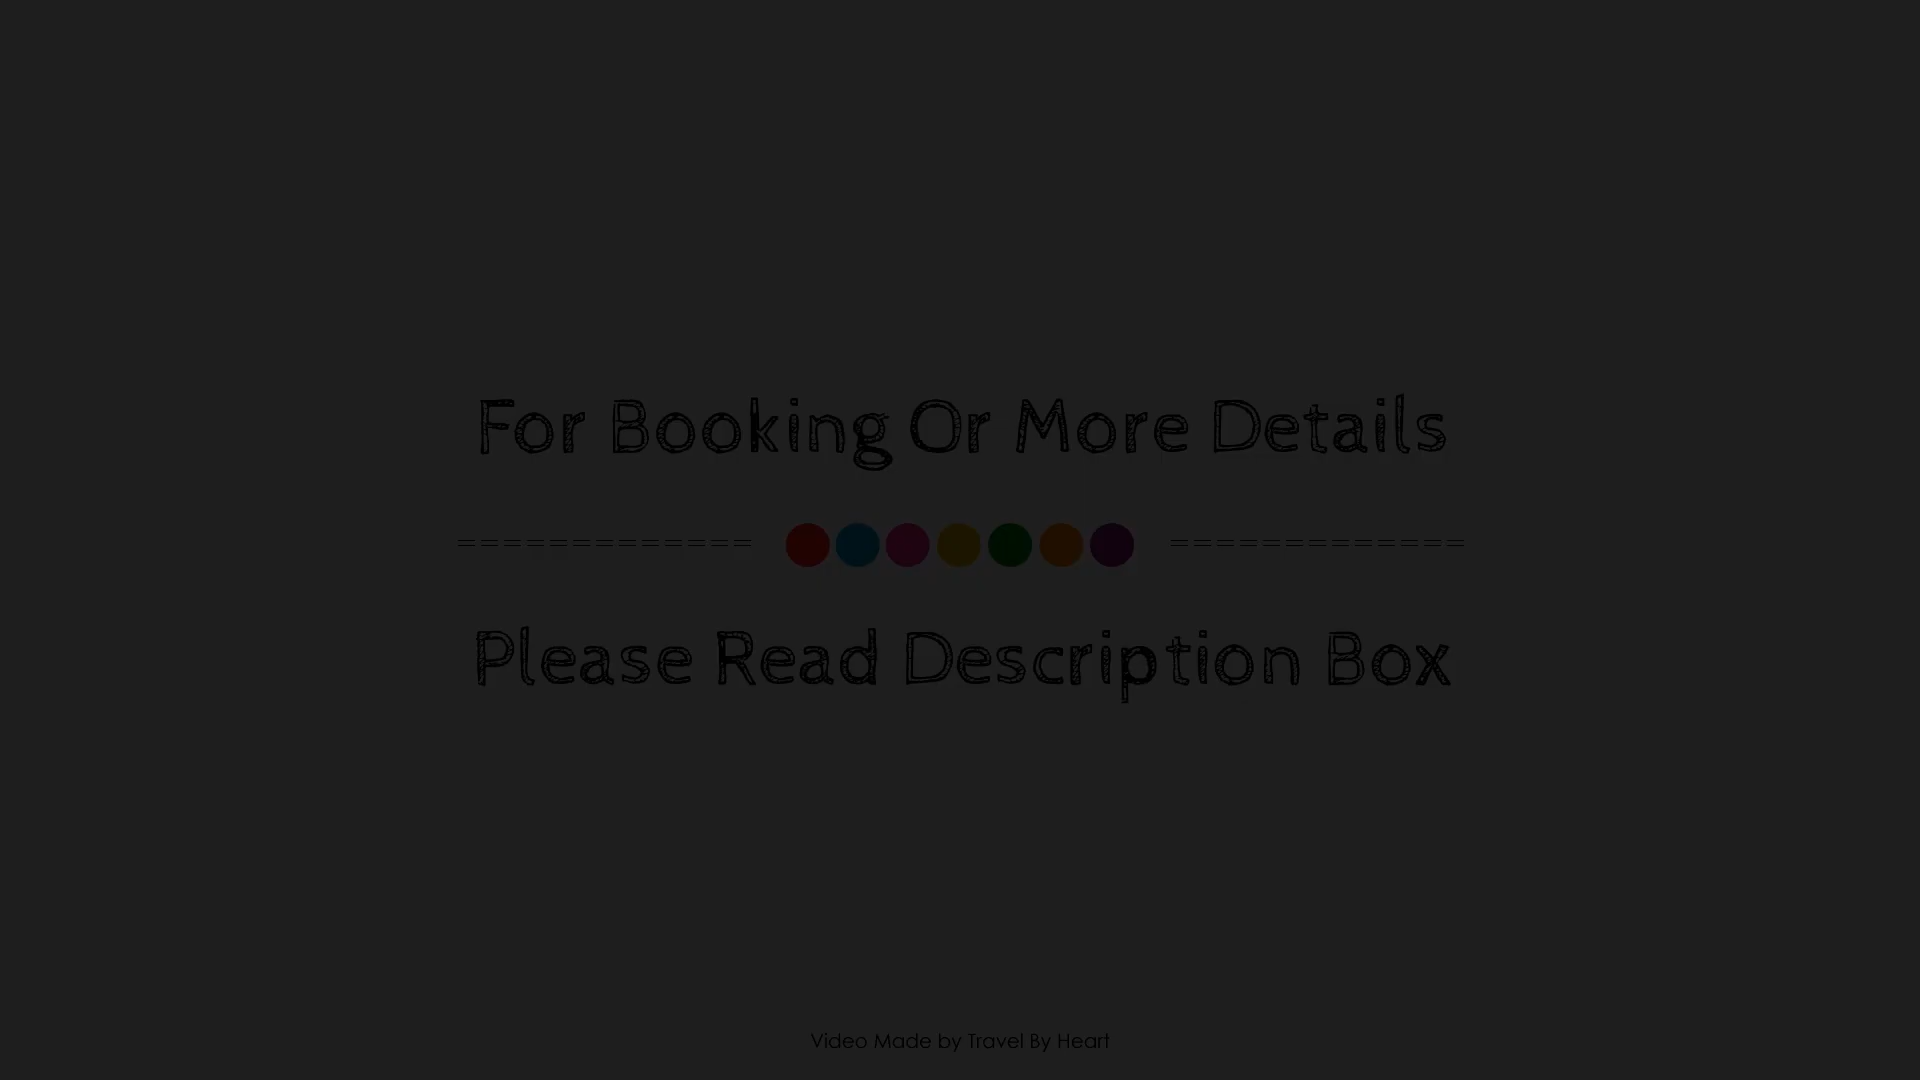 For Booking Or More Details
============= =============
Please Read Description Box
Video Made by Travel By Heart